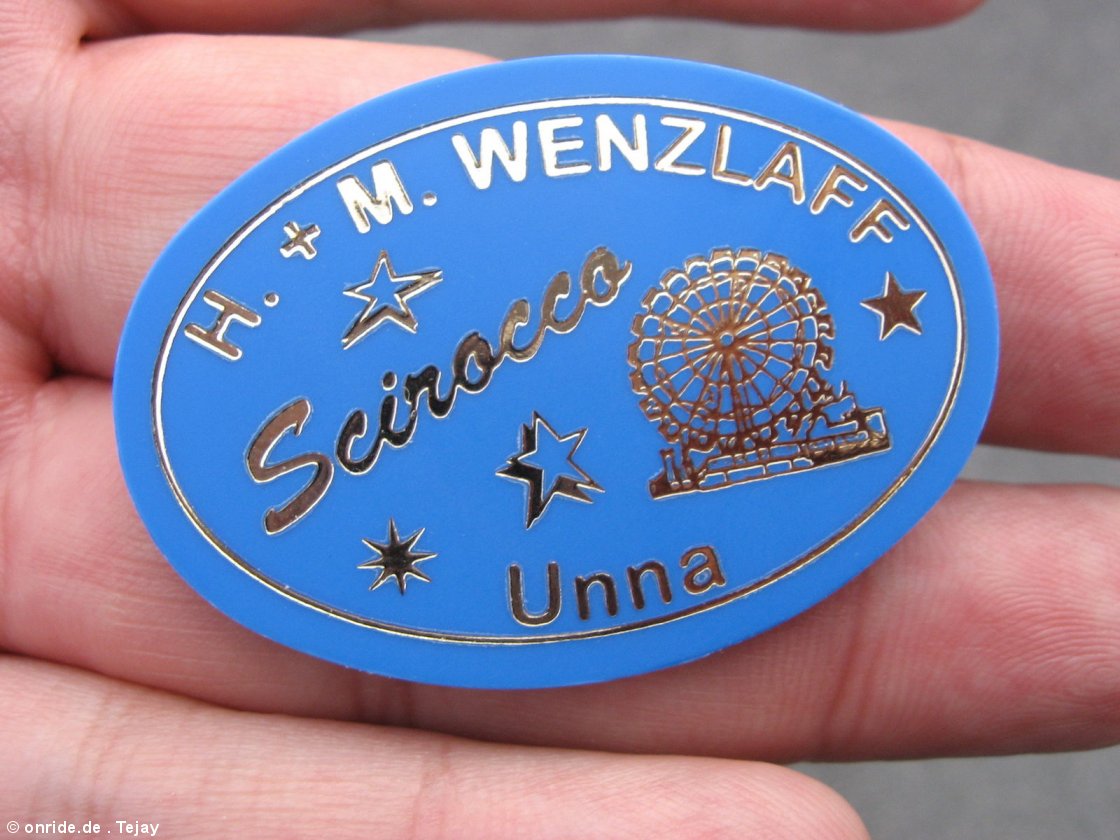 H. + M. WENZLAFF
Scirocco
Unna
© onride.de . Tejay